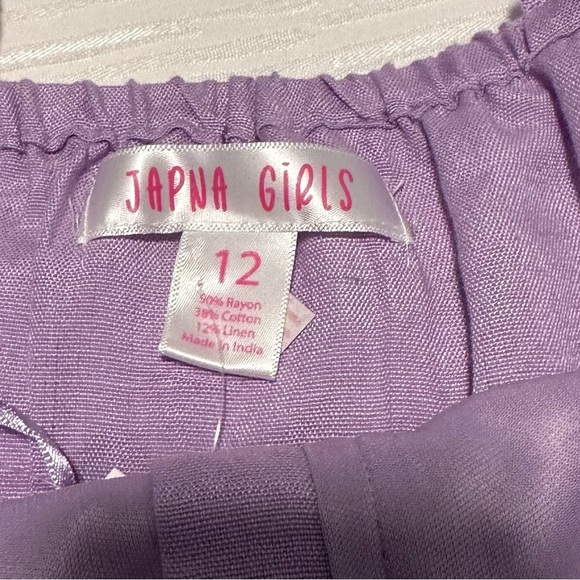 JAPNA GIRLS
12
50% Rayon
38% Cotton
12% Linen
Made in India